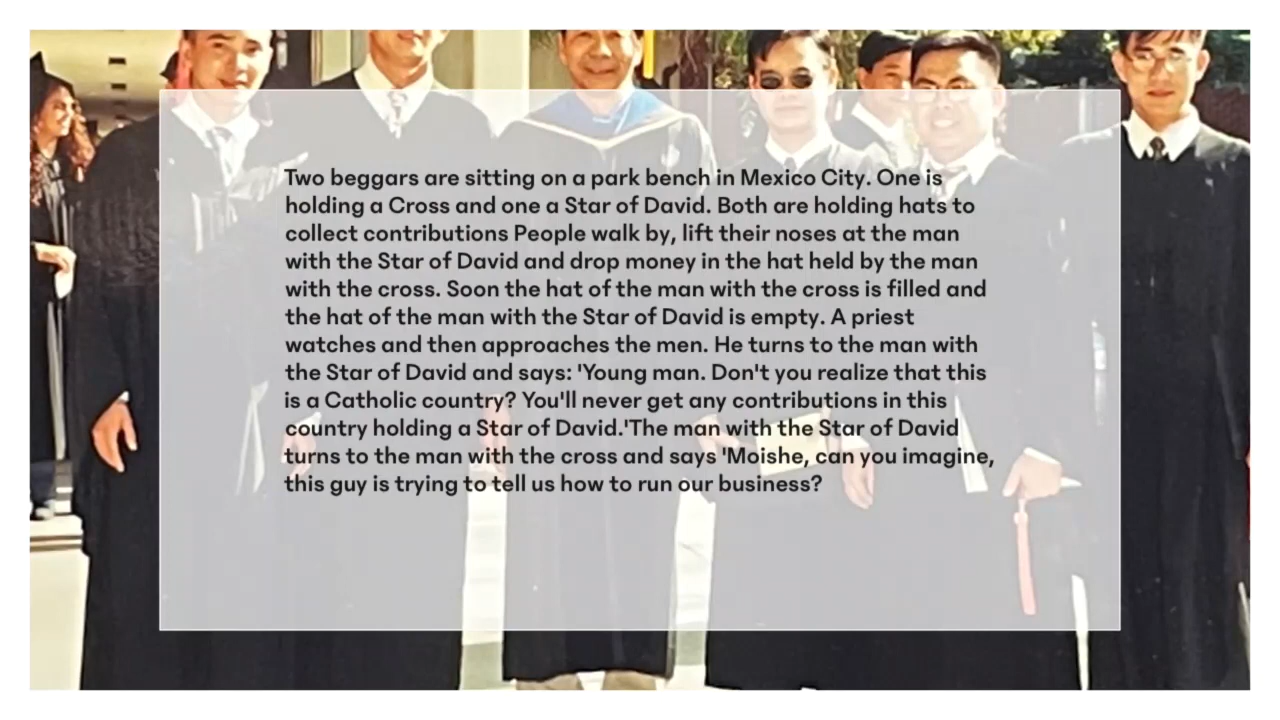 Two beggars are sitting on a park bench in Mexico City. One is
holding a Cross and one a Star of David. Both are holding hats to
collect contributions People walk by, lift their noses at the man
with the Star of David and drop money in the hat held by the man
with the cross. Soon the hat of the man with the cross is filled and
the hat of the man with the Star of David is empty. A priest
watches and then approaches the men. He turns to the man with
the Star of David and says: 'Young man. Don't you realize that this
is a Catholic country? You'll never get any contributions in this
country holding a Star of David.'The man with the Star of David
turns to the man with the cross and says 'Moishe, can you imagine,
this guy is trying to tell us how to run our business?